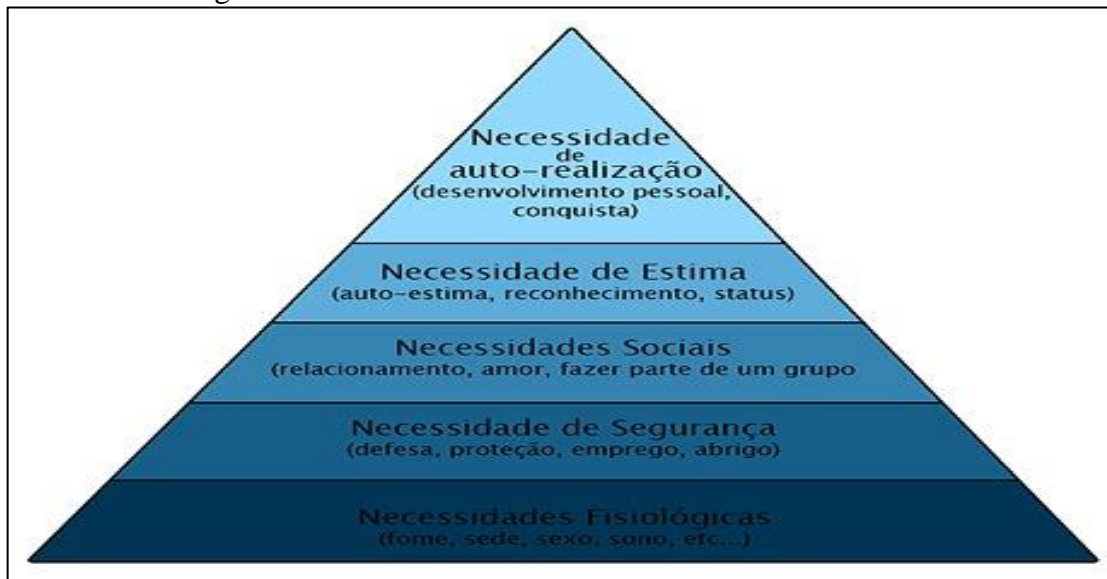 Necessidade
de
auto-realização
(desenvolvimento pessoal,
conquista)
Necessidade de Estima
(auto-estima, reconhecimento, status)
Necessidades Sociais
(relacionamento, amor, fazer parte de um grupo
Necessidade de Segurança
(defesa, proteção, emprego, abrigo)
Necessidades Fisiológicas
(fome, sede, sexo, sono, etc...)